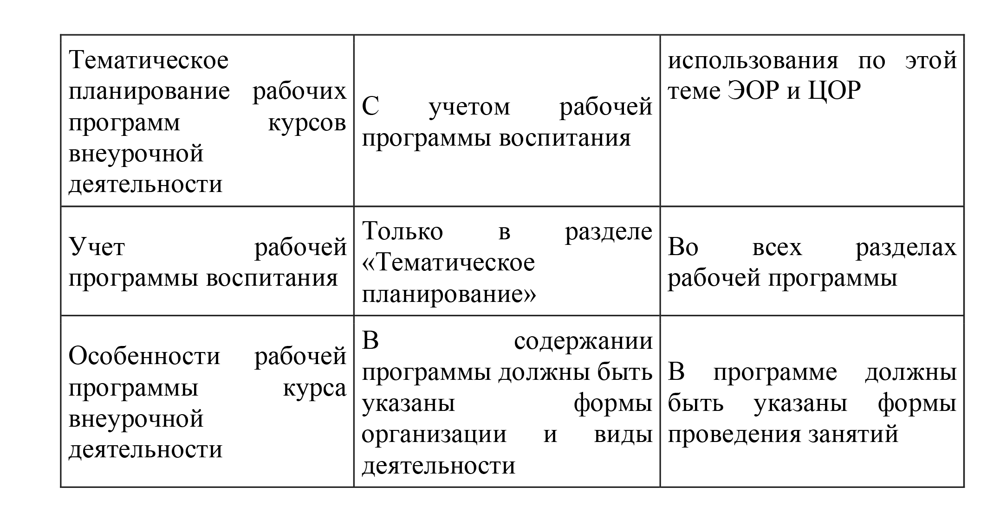 Тематическое
планирование рабочих
программ курсов
внеурочной
деятельности
С учетом рабочей
программы воспитания
использования по этой
теме ЭОР и ЦОР
Учет рабочей
программы воспитания
Только в разделе
«Тематическое
планирование»
Во всех разделах
рабочей программы
Особенности рабочей
программы курса
внеурочной
деятельности
В содержании
программы должны быть
указаны формы
организации и виды
деятельности
В программе должны
быть указаны формы
проведения занятий